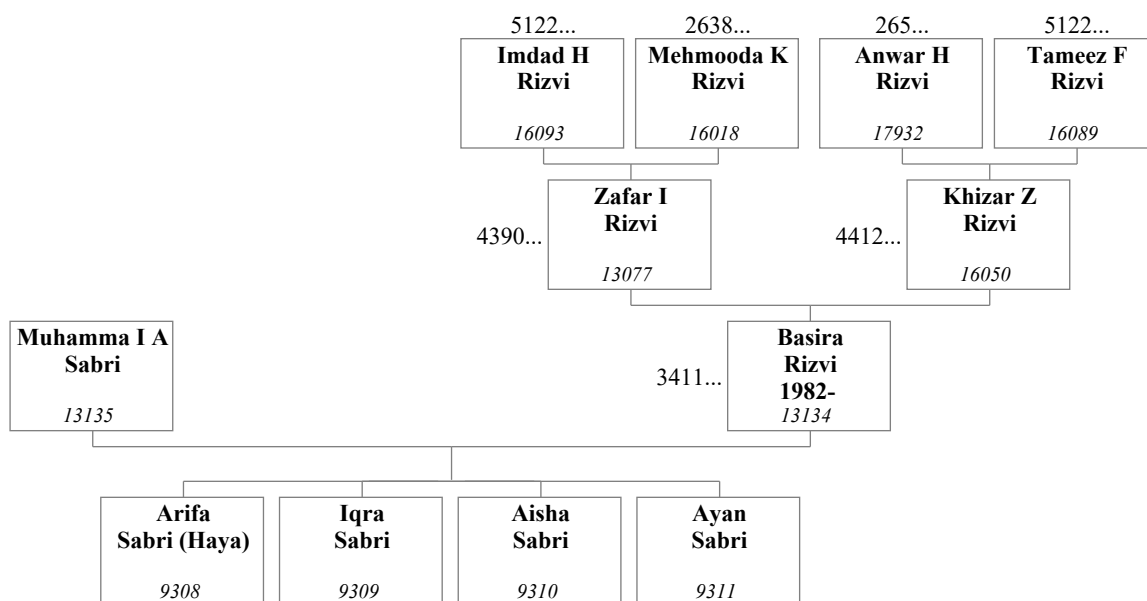 5122...
2638...
265...
5122...
Imdad H
Rizvi
16093
Mehmooda K
Rizvi
16018
Anwar H
Rizvi
17932
Tameez F
Rizvi
16089
4390...
Zafar I
Rizvi
13077
4412...
Khizar Z
Rizvi
16050
Muhamma I A
Sabri
13135
3411...
Basira
Rizvi
1982-
13134
Arifa
Sabri (Haya)
9308
Iqra
Sabri
9309
Aisha
Sabri
9310
Ayan
Sabri
9311